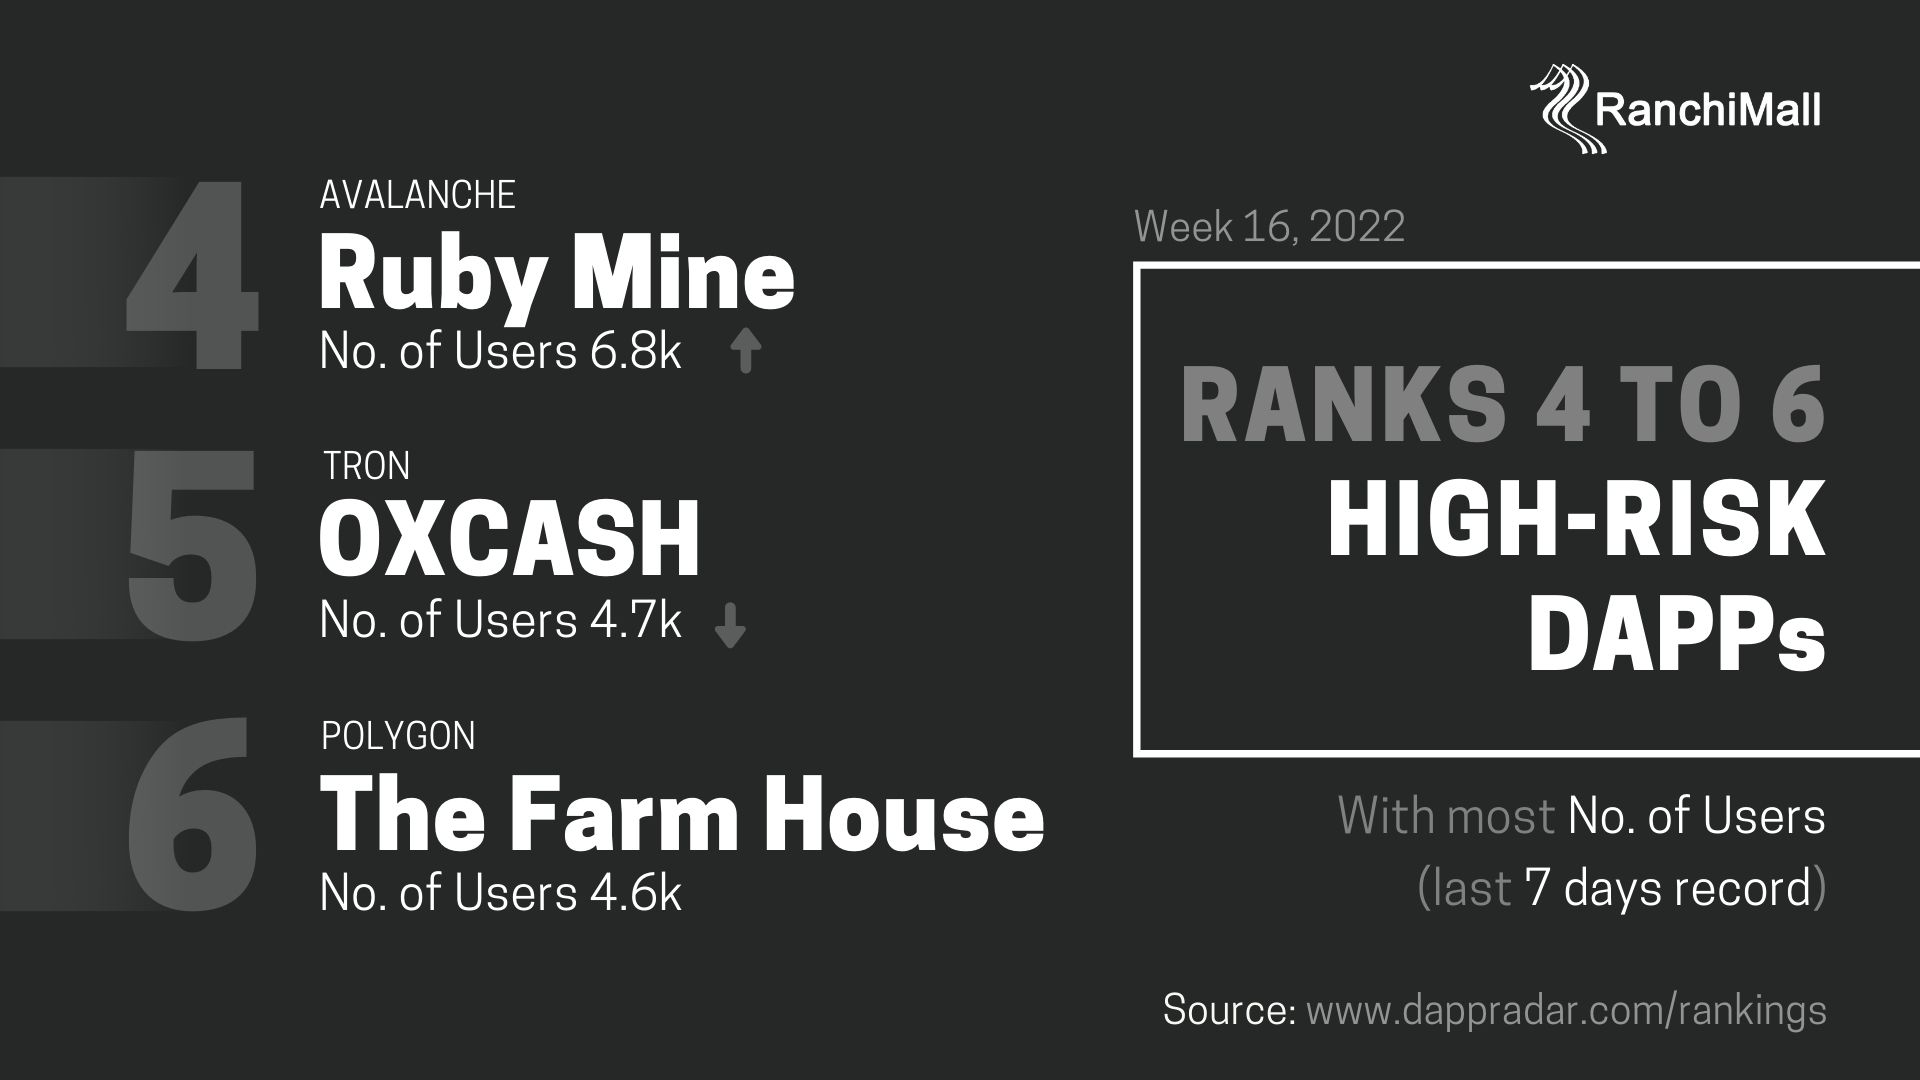 RanchiMall
4
AVALANCHE
Ruby Mine
No. of Users 6.8k
5
TRON
OXCASH
No. of Users 4.7k
6
POLYGON
The Farm House
No. of Users 4.6k
Week 16, 2022
RANKS 4 TO 6
HIGH-RISK
DAPPs
With most No. of Users
(last 7 days record)
Source: www.dappradar.com/rankings